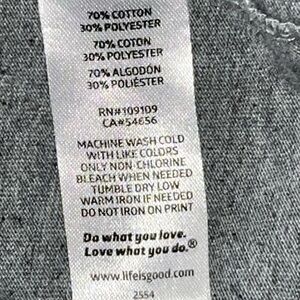 70% COTTON
30% POLYESTER
70% COTON
30% POLYESTER
70% ALGODÓN
30% POLIÉSTER
RN#109109
CA#54656
MACHINE WASH COLD
WITH LIKE COLORS
ONLY NON-CHLORINE
BLEACH WHEN NEEDED
TUMBLE DRY LOW
WARM IRON IF NEEDED
DO NOT IRON ON PRINT
Do what you love.
Love what you do.®
www.lifeisgood.com
2554